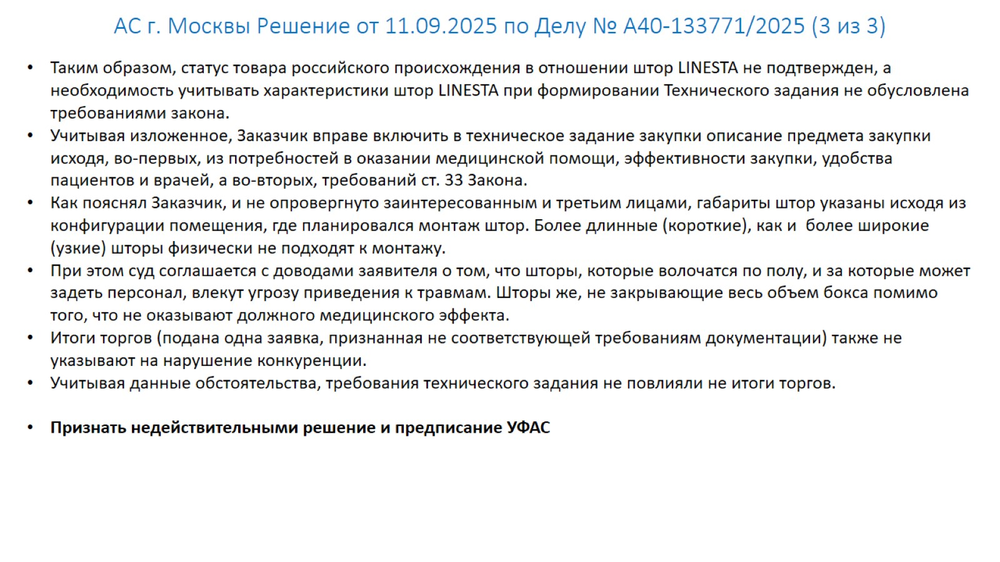 АС г. Москвы Решение от 11.09.2025 по Делу № А40-133771/2025 (3 из 3)
• Таким образом, статус товара российского происхождения в отношении штор LINESTA не подтвержден, а
необходимость учитывать характеристики штор LINESTA при формировании Технического задания не обусловлена
требованиями закона.
• Учитывая изложенное, Заказчик вправе включить в техническое задание закупки описание предмета закупки
исходя, во-первых, из потребностей в оказании медицинской помощи, эффективности закупки, удобства
пациентов и врачей, а во-вторых, требований ст. 33 Закона.
• Как пояснял Заказчик, и не опровергнуто заинтересованным и третьим лицами, габариты штор указаны исходя из
конфигурации помещения, где планировался монтаж штор. Более длинные (короткие), как и  более широкие
(узкие) шторы физически не подходят к монтажу.
• При этом суд соглашается с доводами заявителя о том, что шторы, которые волочатся по полу, и за которые может
задеть персонал, влекут угрозу приведения к травмам. Шторы же, не закрывающие весь объем бокса помимо
того, что не оказывают должного медицинского эффекта.
• Итоги торгов (подана одна заявка, признанная не соответствующей требованиям документации) также не
указывают на нарушение конкуренции.
• Учитывая данные обстоятельства, требования технического задания не повлияли не итоги торгов.
• Признать недействительными решение и предписание УФАС